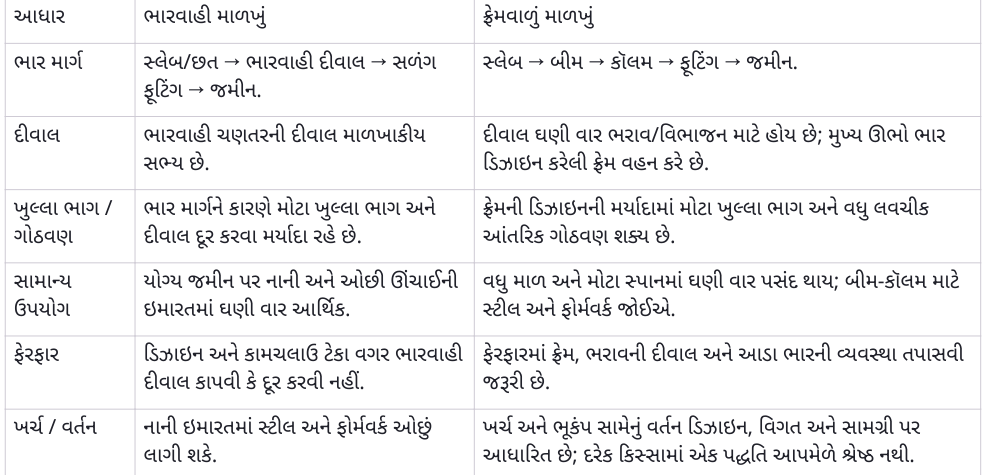 આધાર
ભારવાહી માળખું
ફ્રેમવાળું માળખું
ભાર માર્ગ
સ્લેબ/છત → ભારવાહી દીવાલ → સળંગ
ફૂટિંગ → જમીન.
સ્લેબ → બીમ → કૉલમ → ફૂટિંગ → જમીન.
દીવાલ
ભારવાહી ચણતરની દીવાલ માળખાકીય
સભ્ય છે.
દીવાલ ઘણી વાર ભરાવ/વિભાજન માટે હોય છે; મુખ્ય ઊભો ભાર
ડિઝાઇન કરેલી ફ્રેમ વહન કરે છે.
ખુલ્લા ભાગ /
ગોઠવણ
ભાર માર્ગને કારણે મોટા ખુલ્લા ભાગ અને
દીવાલ દૂર કરવા મર્યાદા રહે છે.
ફ્રેમની ડિઝાઇનની મર્યાદામાં મોટા ખુલ્લા ભાગ અને વધુ લવચીક
આંતરિક ગોઠવણ શક્ય છે.
સામાન્ય
ઉપયોગ
યોગ્ય જમીન પર નાની અને ઓછી ઊંચાઈની
ઇમારતમાં ઘણી વાર આર્થિક.
વધુ માળ અને મોટા સ્પાનમાં ઘણી વાર પસંદ થાય; બીમ-કૉલમ માટે
સ્ટીલ અને ફોર્મવર્ક જોઈએ.
ફેરફાર
ડિઝાઇન અને કામચલાઉ ટેકા વગર ભારવાહી
દીવાલ કાપવી કે દૂર કરવી નહીં.
ફેરફારમાં ફ્રેમ, ભરાવની દીવાલ અને આડા ભારની વ્યવસ્થા તપાસવી
જરૂરી છે.
ખર્ચ / વર્તન
નાની ઇમારતમાં સ્ટીલ અને ફોર્મવર્ક ઓછું
લાગી શકે.
ખર્ચ અને ભૂકંપ સામેનું વર્તન ડિઝાઇન, વિગત અને સામગ્રી પર
આધારિત છે; દરેક કિસ્સામાં એક પદ્ધતિ આપમેળે શ્રેષ્ઠ નથી.